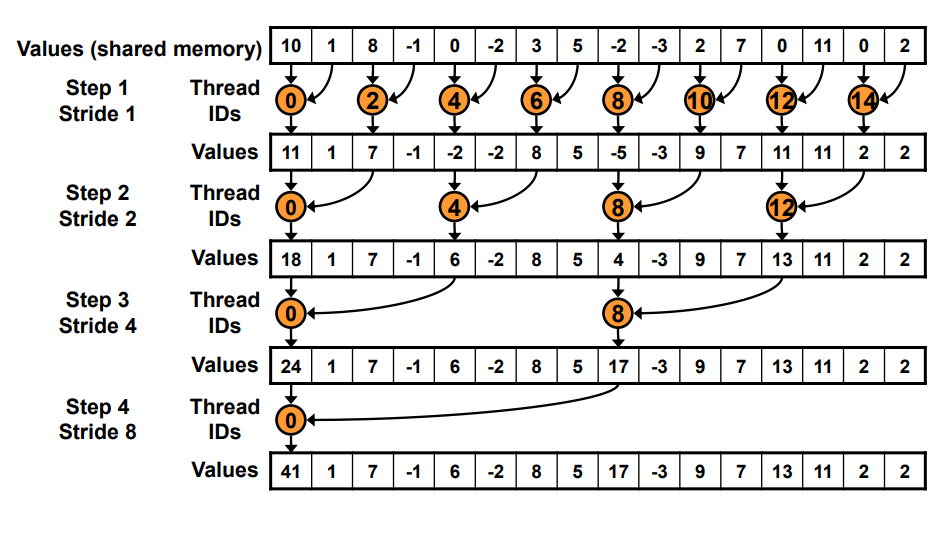 Values (shared memory) 10 1 8 -1 0 -2 3 5 -2 -3 2 7 0 11 0 2
Step 1 Thread 0 2 4 6 8 10 12 14
Stride 1 IDs
Values 11 1 7 -1 -2 -2 8 5 -5 -3 9 7 11 11 2 2
Step 2 Thread 0 4 8 12
Stride 2 IDs
Values 18 1 7 -1 6 -2 8 5 4 -3 9 7 13 11 2 2
Step 3 Thread 0 8
Stride 4 IDs
Values 24 1 7 -1 6 -2 8 5 17 -3 9 7 13 11 2 2
Step 4 Thread 0
Stride 8 IDs
Values 41 1 7 -1 6 -2 8 5 17 -3 9 7 13 11 2 2